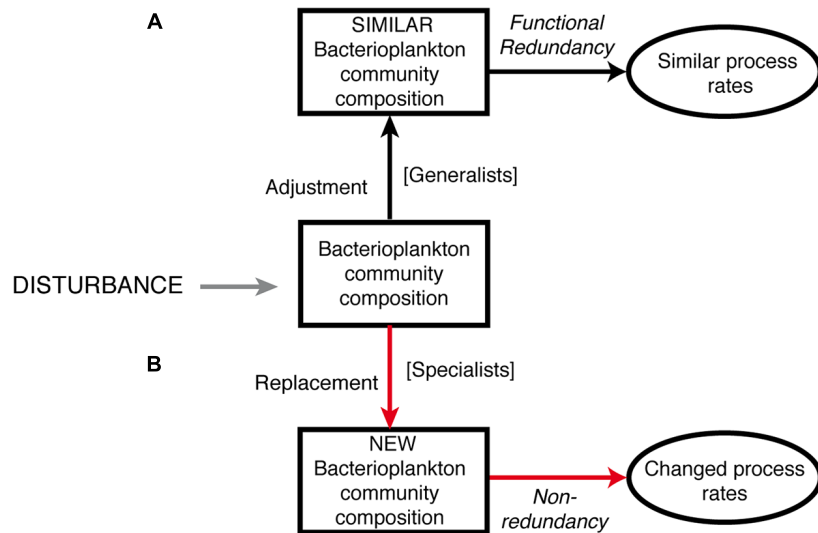 A
SIMILAR
Bacterioplankton
community
composition
Functional
Redundancy
Similar process
rates
Adjustment
[Generalists]
Bacterioplankton
community
composition
DISTURBANCE
B
Replacement
[Specialists]
NEW
Bacterioplankton
community
composition
Non-
redundancy
Changed process
rates